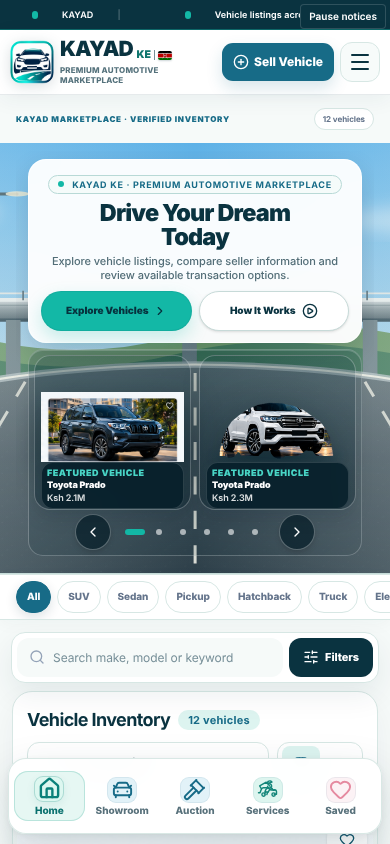 KAYAD
Vehicle listings acro
Pause notices
KAYAD KE
PREMIUM AUTOMOTIVE
MARKETPLACE
Sell Vehicle
KAYAD MARKETPLACE · VERIFIED INVENTORY
12 vehicles
KAYAD KE · PREMIUM AUTOMOTIVE MARKETPLACE
Drive Your Dream
Today
Explore vehicle listings, compare seller information and
review available transaction options.
Explore Vehicles
How It Works
FEATURED VEHICLE
Toyota Prado
Ksh 2.1M
FEATURED VEHICLE
Toyota Prado
Ksh 2.3M
All
SUV
Sedan
Pickup
Hatchback
Truck
Ele
Search make, model or keyword
Filters
Vehicle Inventory
12 vehicles
Home
Showroom
Auction
Services
Saved